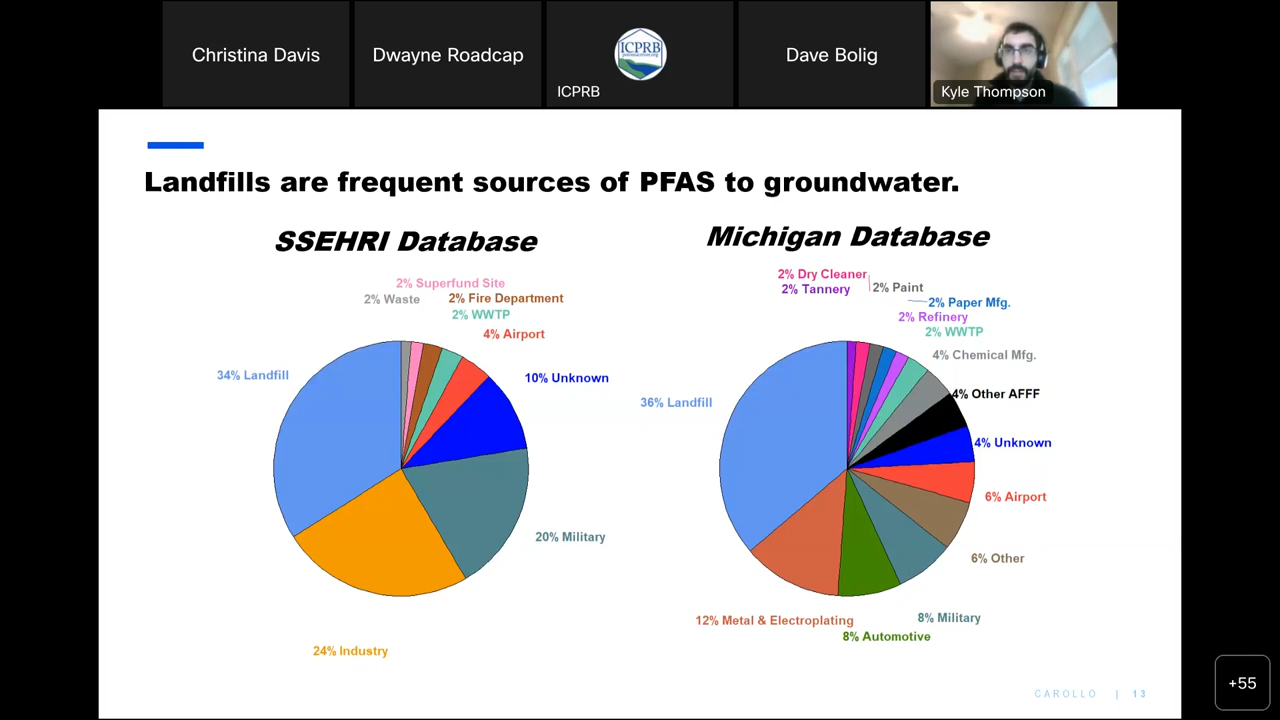 Christina Davis
Dwayne Roadcap
ICPRB
ICPRB
Dave Bolig
Kyle Thompson
Landfills are frequent sources of PFAS to groundwater.
SSEHRI Database
2% Superfund Site
2% Waste
2% Fire Department
2% WWTP
4% Airport
34% Landfill
10% Unknown
20% Military
24% Industry
Michigan Database
2% Dry Cleaner
2% Tannery
2% Paint
2% Paper Mfg.
2% Refinery
2% WWTP
4% Chemical Mfg.
4% Other AFFF
36% Landfill
4% Unknown
6% Airport
6% Other
8% Military
12% Metal & Electroplating
8% Automotive
CAROLLO | 13
+55